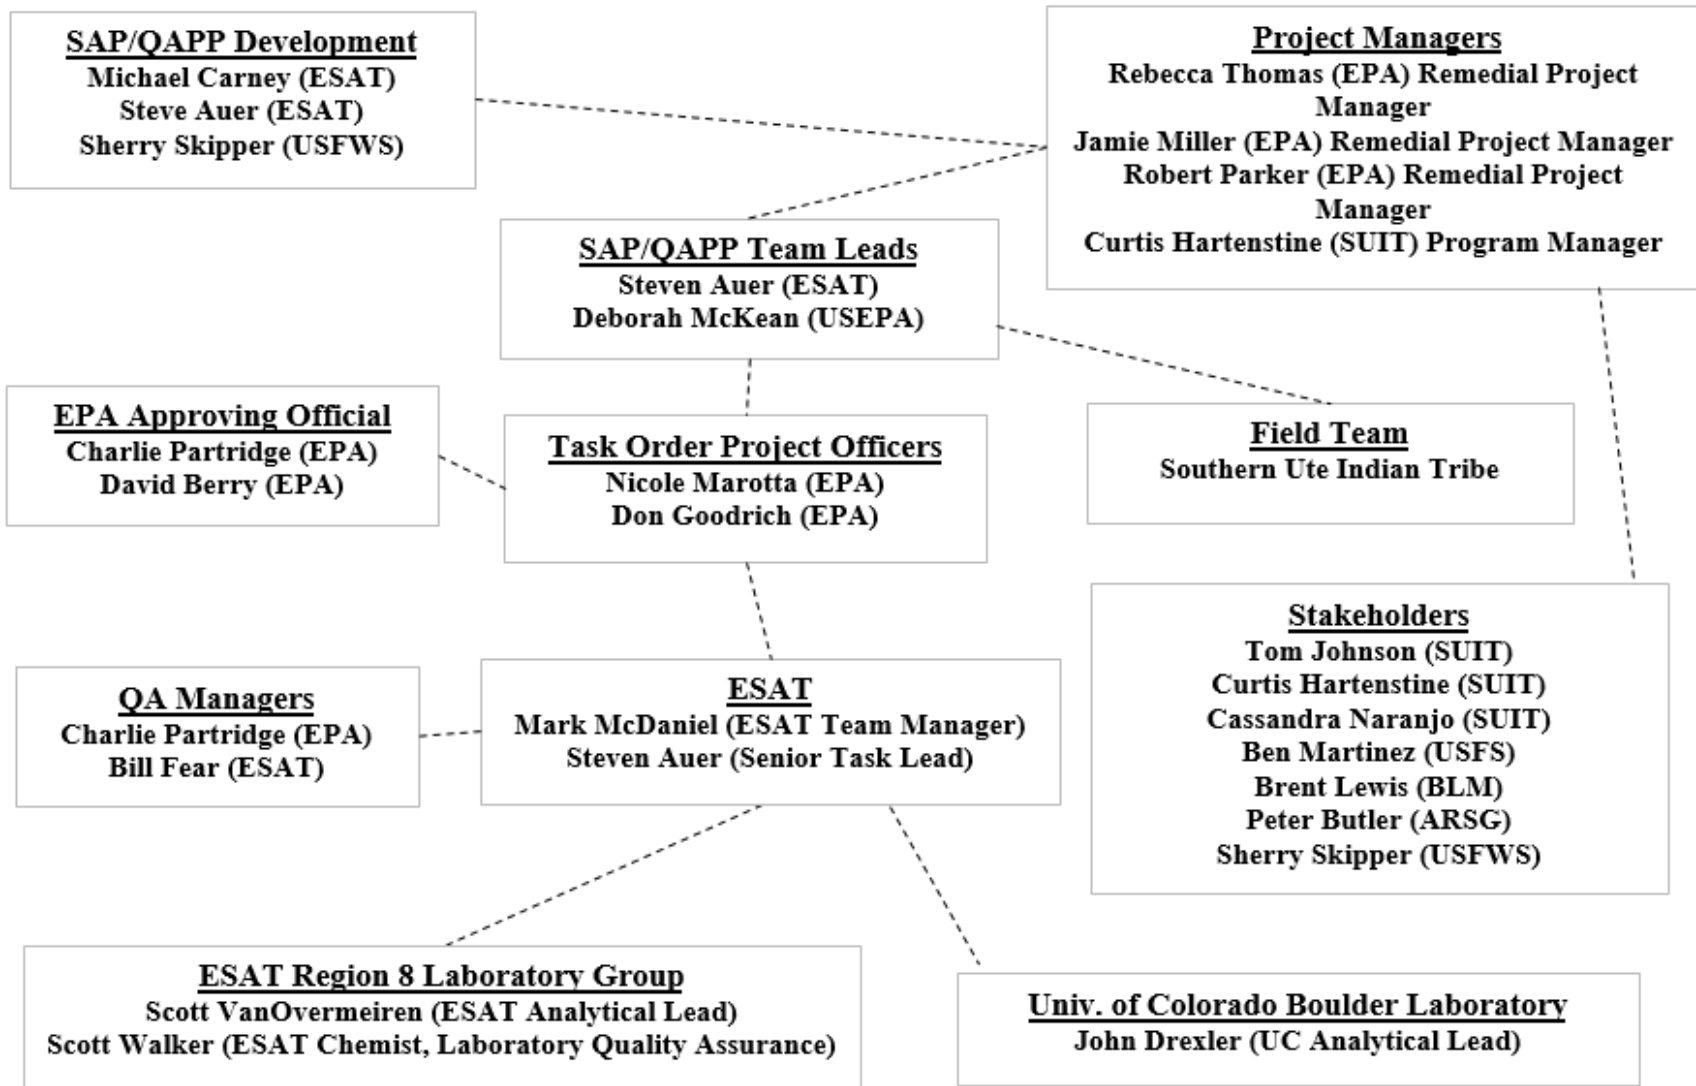 SAP/QAPP Development
Michael Carney (ESAT)
Steve Auer (ESAT)
Sherry Skipper (USFWS)
Project Managers
Rebecca Thomas (EPA) Remedial Project
Manager
Jamie Miller (EPA) Remedial Project Manager
Robert Parker (EPA) Remedial Project
Manager
Curtis Hartenstine (SUIT) Program Manager
SAP/QAPP Team Leads
Steven Auer (ESAT)
Deborah McKean (USEPA)
EPA Approving Official
Charlie Partridge (EPA)
David Berry (EPA)
Task Order Project Officers
Nicole Marotta (EPA)
Don Goodrich (EPA)
Field Team
Southern Ute Indian Tribe
Stakeholders
Tom Johnson (SUIT)
Curtis Hartenstine (SUIT)
Cassandra Naranjo (SUIT)
Ben Martinez (USFS)
Brent Lewis (BLM)
Peter Butler (ARSG)
Sherry Skipper (USFWS)
QA Managers
Charlie Partridge (EPA)
Bill Fear (ESAT)
ESAT
Mark McDaniel (ESAT Team Manager)
Steven Auer (Senior Task Lead)
ESAT Region 8 Laboratory Group
Scott VanOvermeiren (ESAT Analytical Lead)
Scott Walker (ESAT Chemist, Laboratory Quality Assurance)
Univ. of Colorado Boulder Laboratory
John Drexler (UC Analytical Lead)